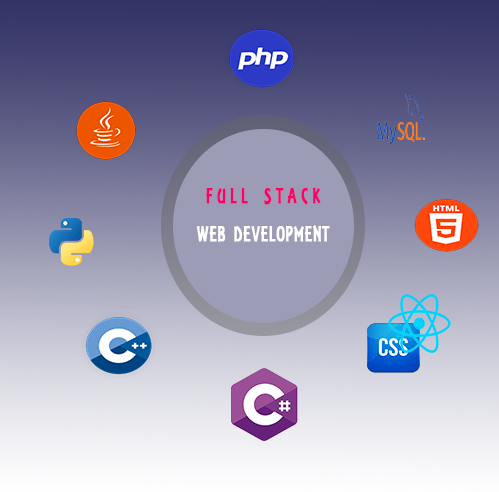 php
MySQL.
HTML
5
FULL STACK
WEB DEVELOPMENT
CSS
C++
C#